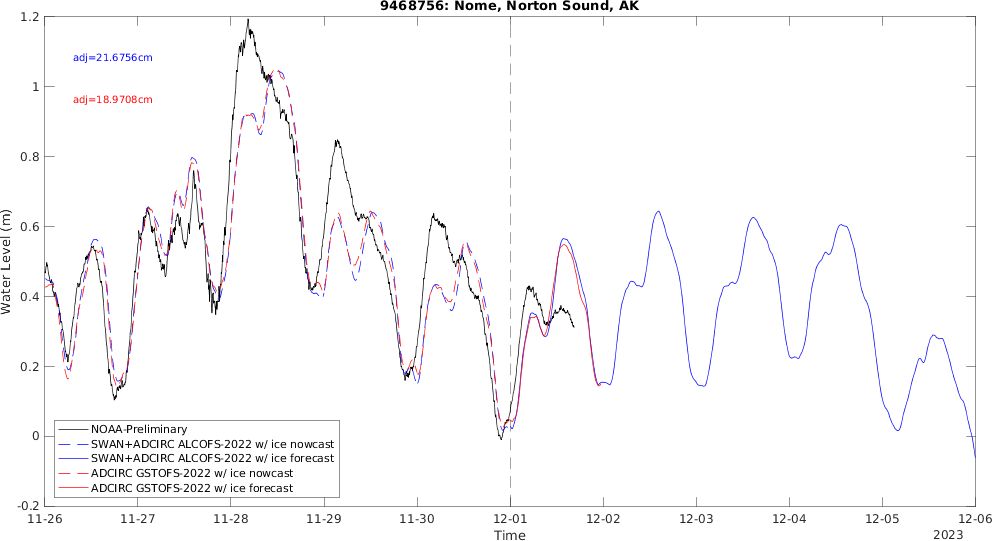 9468756: Nome, Norton Sound, AK
1.2
1
0.8
0.6
0.4
0.2
0
-0.2
Water Level (m)
adj=21.6756cm
adj=18.9708cm
NOAA-Preliminary
SWAN+ADCIRC ALCOFS-2022 w/ ice nowcast
SWAN+ADCIRC ALCOFS-2022 w/ ice forecast
ADCIRC GSTOFS-2022 w/ ice nowcast
ADCIRC GSTOFS-2022 w/ ice forecast
11-26 11-27 11-28 11-29 11-30 12-01 12-02 12-03 12-04 12-05 12-06
Time
2023